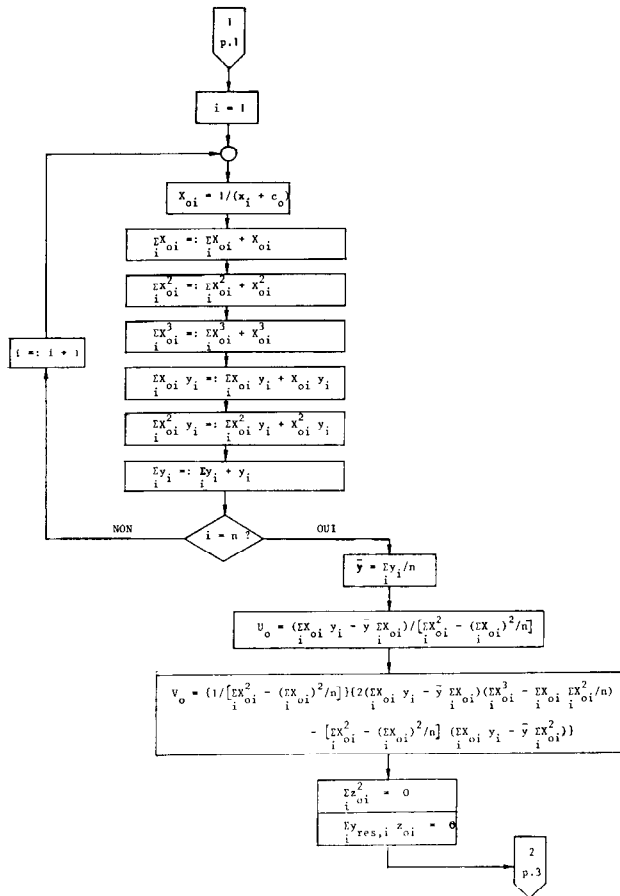 1
p.1
i = 1
X_oi = 1/(x_i + c_o)
Σ_i X_oi =: Σ_i X_oi + X_oi
Σ_i X²_oi =: Σ_i X²_oi + X²_oi
Σ_i X³_oi =: Σ_i X³_oi + X³_oi
i =: i + 1
Σ_i X_oi y_i =: Σ_i X_oi y_i + X_oi y_i
Σ_i X²_oi y_i =: Σ_i X²_oi y_i + X²_oi y_i
Σ_i y_i =: Σ_i y_i + y_i
NON
i = n ?
OUI
ȳ = Σ_i y_i/n
U_o = (Σ_i X_oi y_i - ȳ Σ_i X_oi)/[Σ_i X²_oi - (Σ_i X_oi)²/n]
V_o = {1/[Σ_i X²_oi - (Σ_i X_oi)²/n]}{2(Σ_i X_oi y_i - ȳ Σ_i X_oi)(Σ_i X³_oi - Σ_i X_oi Σ_i X²_oi/n)
- [Σ_i X²_oi - (Σ_i X_oi)²/n] (Σ_i X_oi y_i - ȳ Σ_i X²_oi)}
Σ_i z²_oi = 0
Σ_i y_res,i z_oi = 0
2
p.3